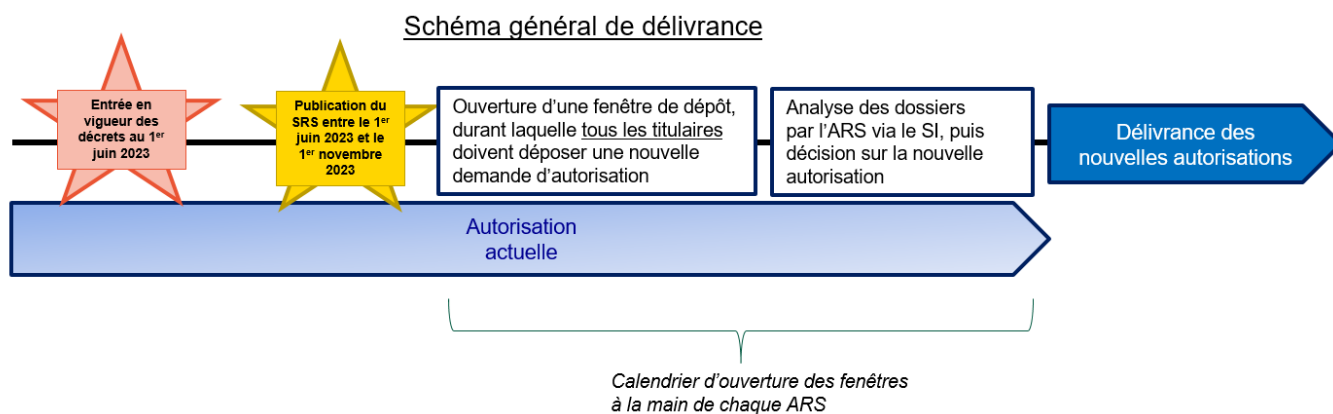 Schéma général de délivrance
Entrée en
vigueur des
décrets au 1er
juin 2023
Publication du
SRS entre le 1er
juin 2023 et le
1er novembre
2023
Ouverture d’une fenêtre de dépôt,
durant laquelle tous les titulaires
doivent déposer une nouvelle
demande d’autorisation
Analyse des dossiers
par l’ARS via le SI, puis
décision sur la nouvelle
autorisation
Délivrance des
nouvelles autorisations
Autorisation
actuelle
Calendrier d’ouverture des fenêtres
à la main de chaque ARS